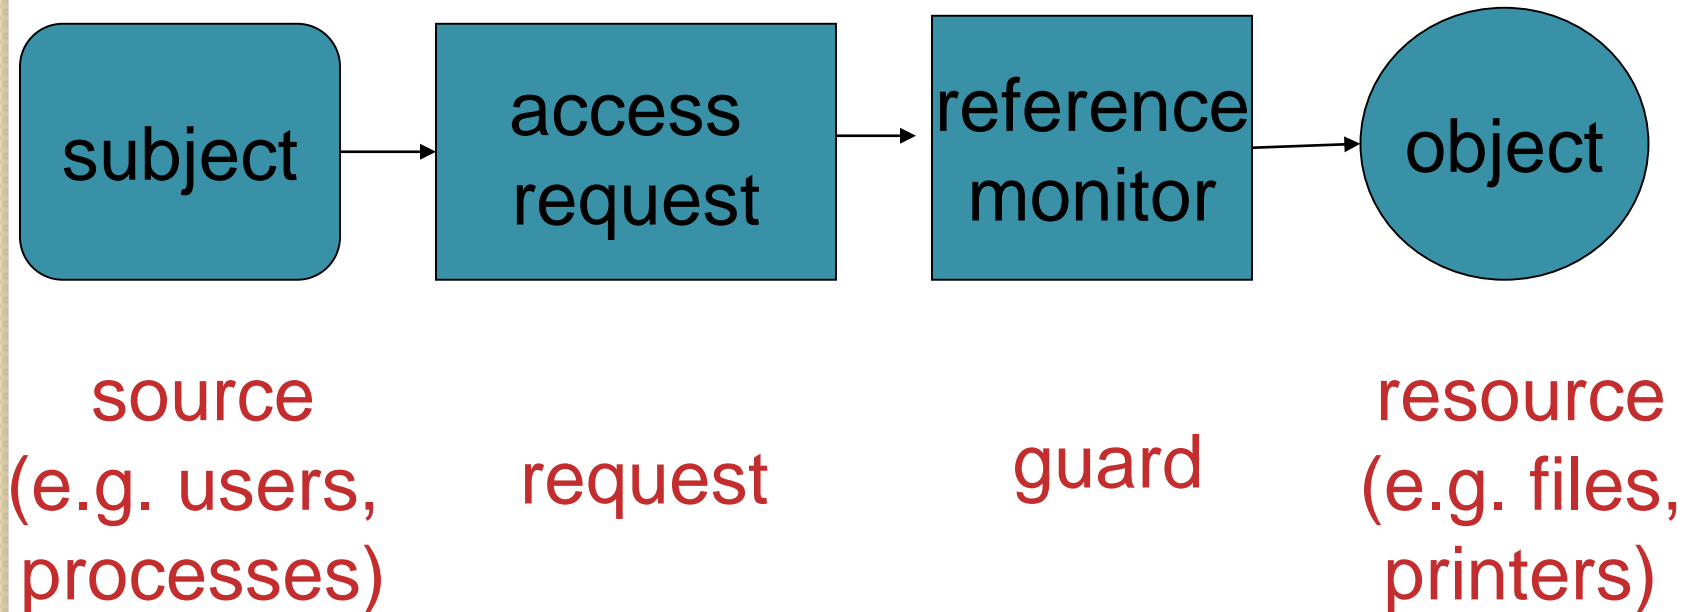 subject
access
request
reference
monitor
object
source
(e.g. users,
processes)
request
guard
resource
(e.g. files,
printers)